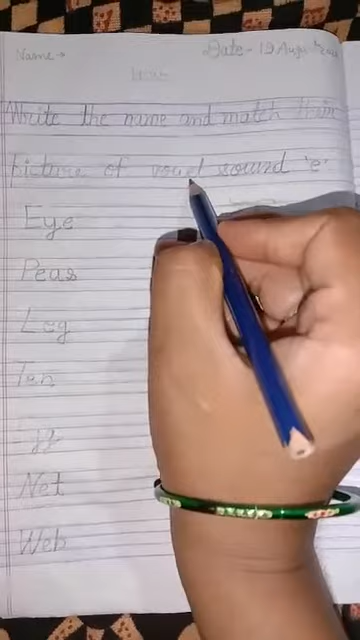 Name →
Date - 19 Aug
Write the name and match their
Picture of vowel sound 'e'
Eye
Peas
Leg
Ten
Net
Web